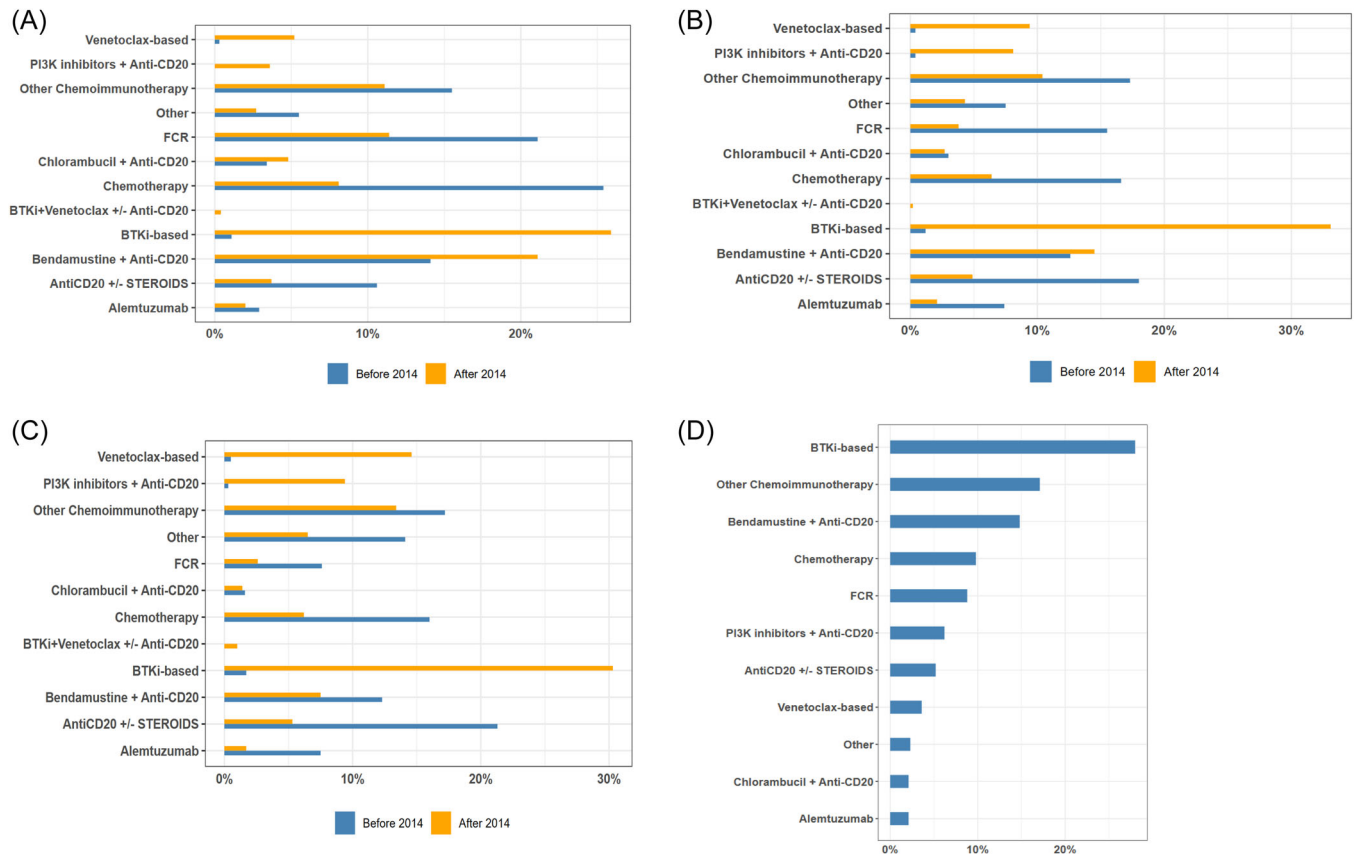 (A)
Venetoclax-based
PI3K inhibitors + Anti-CD20
Other Chemoimmunotherapy
Other
FCR
Chlorambucil + Anti-CD20
Chemotherapy
BTKi+Venetoclax +/- Anti-CD20
BTKi-based
Bendamustine + Anti-CD20
AntiCD20 +/- STEROIDS
Alemtuzumab
0% 10% 20%
Before 2014 After 2014
(B)
Venetoclax-based
PI3K inhibitors + Anti-CD20
Other Chemoimmunotherapy
Other
FCR
Chlorambucil + Anti-CD20
Chemotherapy
BTKi+Venetoclax +/- Anti-CD20
BTKi-based
Bendamustine + Anti-CD20
AntiCD20 +/- STEROIDS
Alemtuzumab
0% 10% 20% 30%
Before 2014 After 2014
(C)
Venetoclax-based
PI3K inhibitors + Anti-CD20
Other Chemoimmunotherapy
Other
FCR
Chlorambucil + Anti-CD20
Chemotherapy
BTKi+Venetoclax +/- Anti-CD20
BTKi-based
Bendamustine + Anti-CD20
AntiCD20 +/- STEROIDS
Alemtuzumab
0% 10% 20% 30%
Before 2014 After 2014
(D)
BTKi-based
Other Chemoimmunotherapy
Bendamustine + Anti-CD20
Chemotherapy
FCR
PI3K inhibitors + Anti-CD20
AntiCD20 +/- STEROIDS
Venetoclax-based
Other
Chlorambucil + Anti-CD20
Alemtuzumab
0% 10% 20%